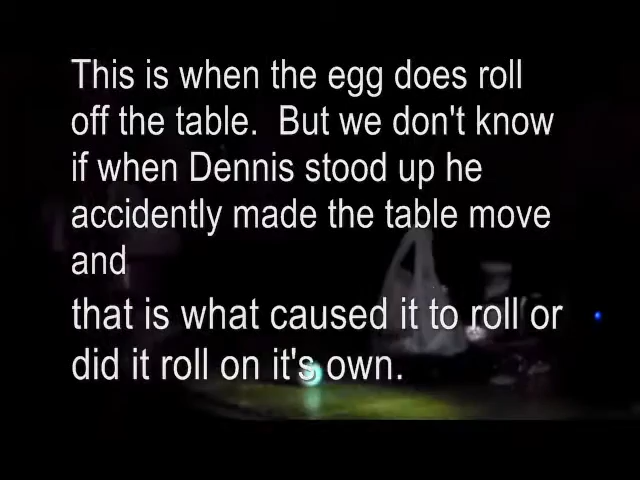 This is when the egg does roll
off the table.  But we don't know
if when Dennis stood up he
accidently made the table move
and
that is what caused it to roll or
did it roll on it's own.